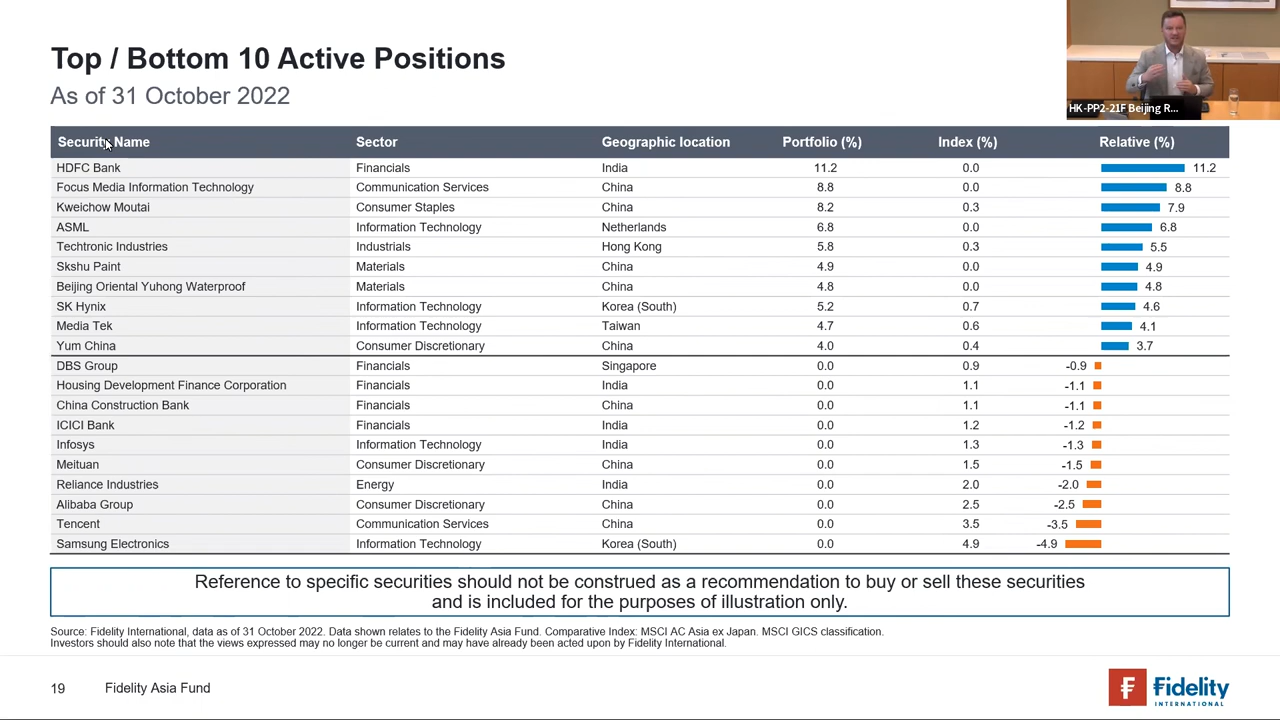 Top / Bottom 10 Active Positions
As of 31 October 2022
HK-PP2-21F Beijing R...
Security Name Sector Geographic location Portfolio (%) Index (%) Relative (%)
HDFC Bank Financials India 11.2 0.0 11.2
Focus Media Information Technology Communication Services China 8.8 0.0 8.8
Kweichow Moutai Consumer Staples China 8.2 0.3 7.9
ASML Information Technology Netherlands 6.8 0.0 6.8
Techtronic Industries Industrials Hong Kong 5.8 0.3 5.5
Skshu Paint Materials China 4.9 0.0 4.9
Beijing Oriental Yuhong Waterproof Materials China 4.8 0.0 4.8
SK Hynix Information Technology Korea (South) 5.2 0.7 4.6
Media Tek Information Technology Taiwan 4.7 0.6 4.1
Yum China Consumer Discretionary China 4.0 0.4 3.7
DBS Group Financials Singapore 0.0 0.9 -0.9
Housing Development Finance Corporation Financials India 0.0 1.1 -1.1
China Construction Bank Financials China 0.0 1.1 -1.1
ICICI Bank Financials India 0.0 1.2 -1.2
Infosys Information Technology India 0.0 1.3 -1.3
Meituan Consumer Discretionary China 0.0 1.5 -1.5
Reliance Industries Energy India 0.0 2.0 -2.0
Alibaba Group Consumer Discretionary China 0.0 2.5 -2.5
Tencent Communication Services China 0.0 3.5 -3.5
Samsung Electronics Information Technology Korea (South) 0.0 4.9 -4.9
Reference to specific securities should not be construed as a recommendation to buy or sell these securities
and is included for the purposes of illustration only.
Source: Fidelity International, data as of 31 October 2022. Data shown relates to the Fidelity Asia Fund. Comparative Index: MSCI AC Asia ex Japan. MSCI GICS classification.
Investors should also note that the views expressed may no longer be current and may have already been acted upon by Fidelity International.
19 Fidelity Asia Fund
Fidelity
INTERNATIONAL